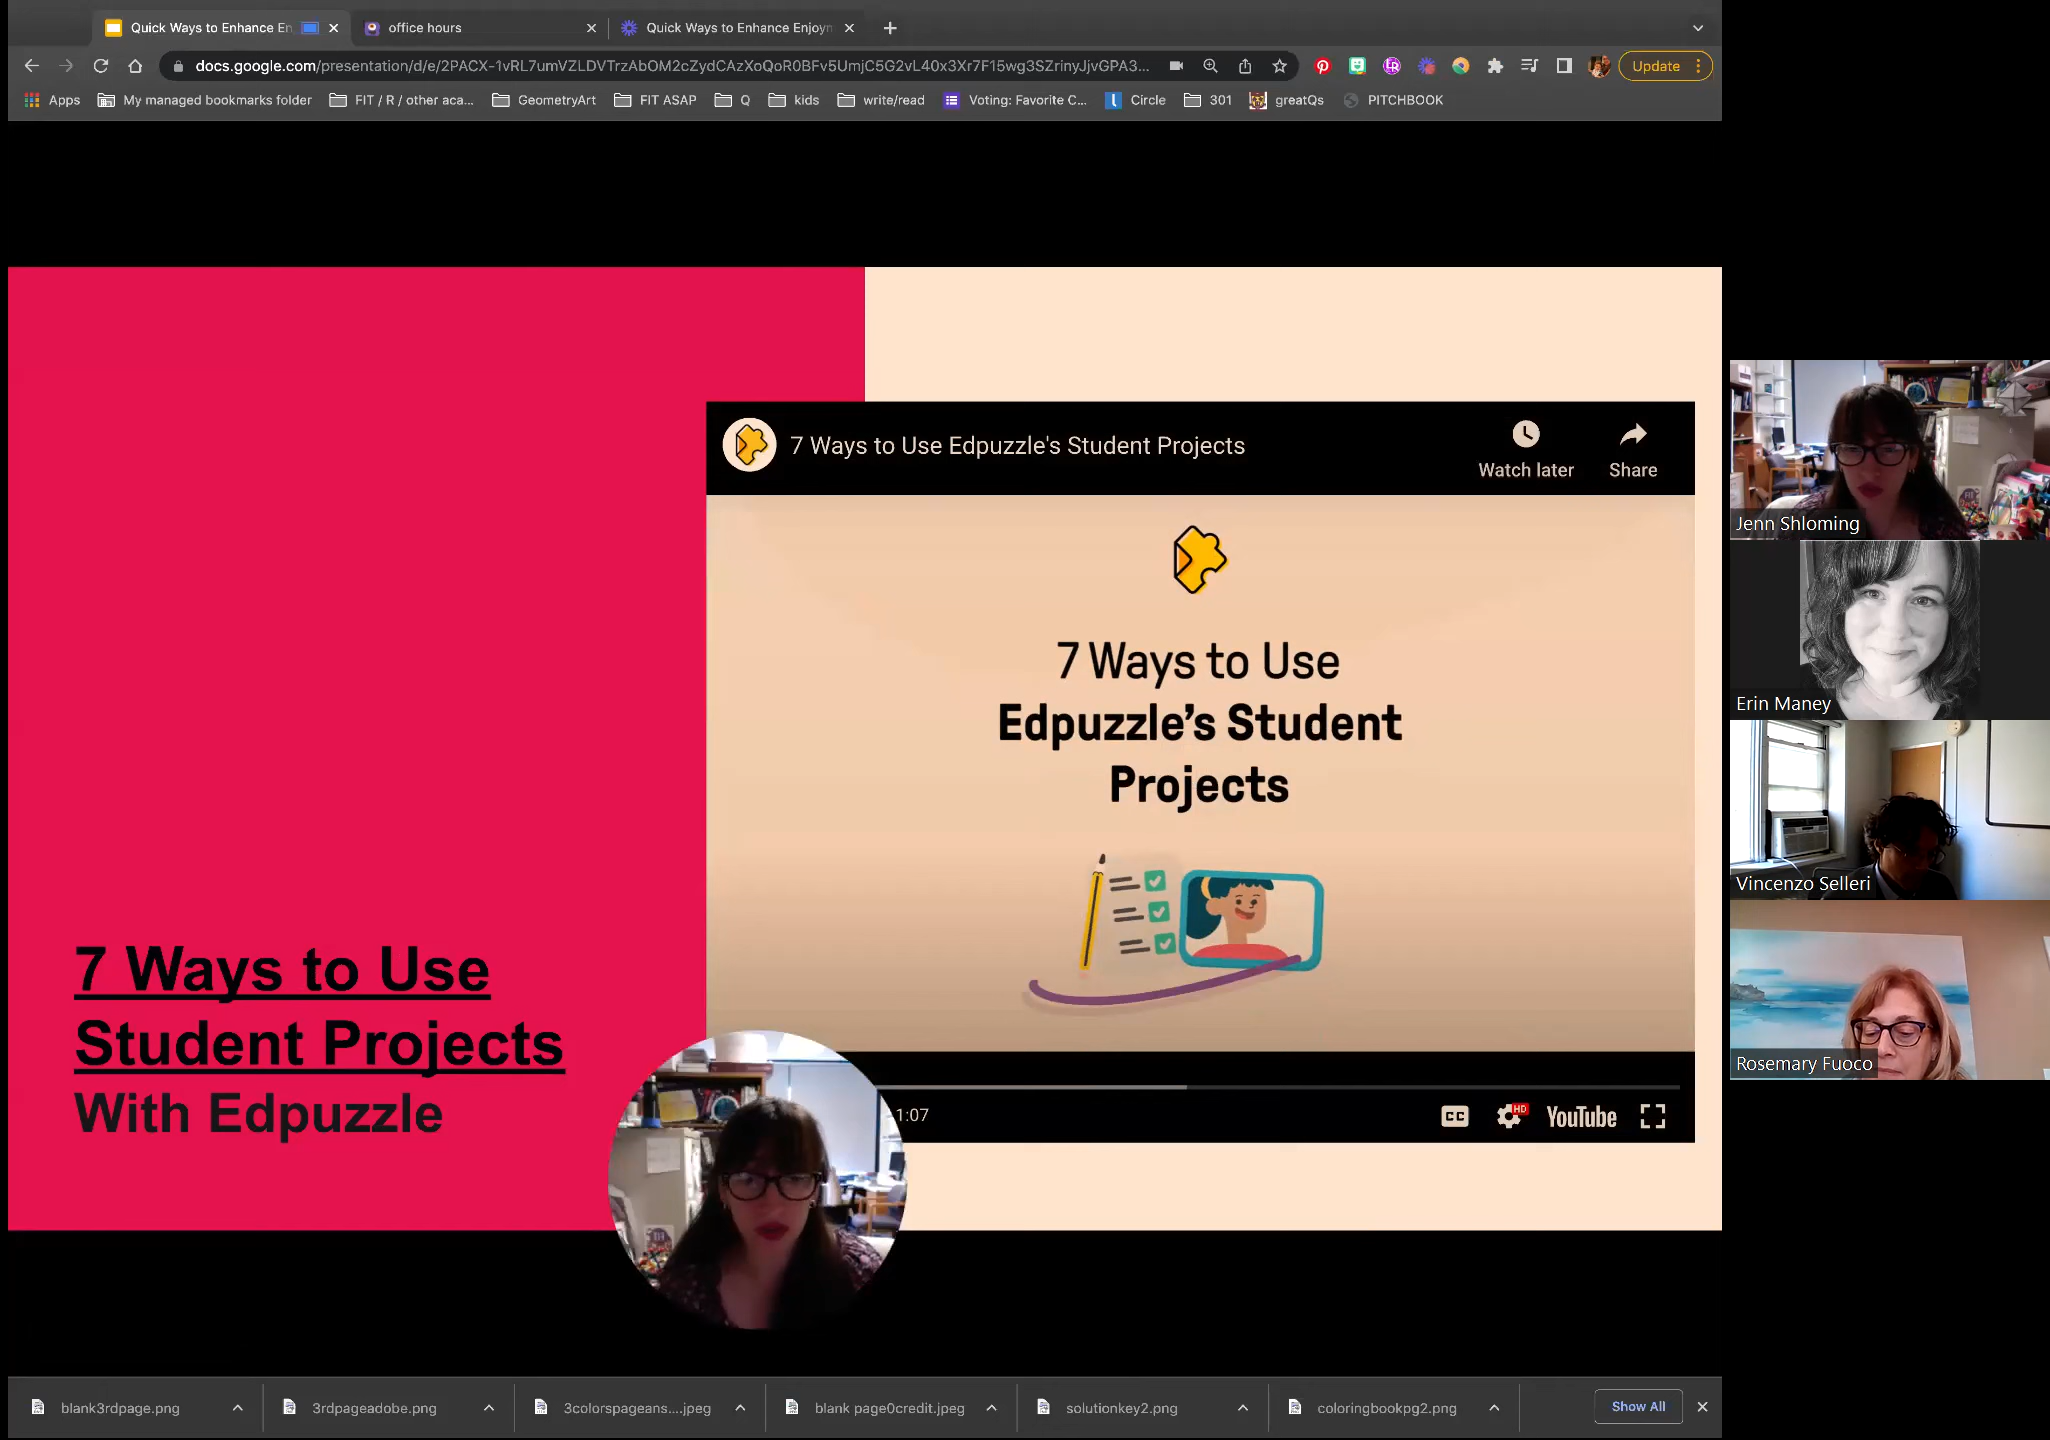 Quick Ways to Enhance En
office hours
Quick Ways to Enhance Enjoym
docs.google.com/presentation/d/e/2PACX-1vRL7umVZLDVTrzAbOM2cZydCAzXoQoR0BFv5UmjC5G2vL40x3Xr7F15wg3SZrinyJjvGPA3...
Update
Apps
My managed bookmarks folder
FIT / R / other aca...
GeometryArt
FIT ASAP
Q
kids
write/read
Voting: Favorite C...
Circle
301
greatQs
PITCHBOOK
7 Ways to Use Edpuzzle's Student Projects
Watch later
Share
7 Ways to Use
Edpuzzle's Student
Projects
7 Ways to Use
Student Projects
With Edpuzzle
1:07
CC
HD
YouTube
Jenn Shloming
Erin Maney
Vincenzo Selleri
Rosemary Fuoco
blank3rdpage.png
3rdpageadobe.png
3colorspageans....jpeg
blank page0credit.jpeg
solutionkey2.png
coloringbookpg2.png
Show All